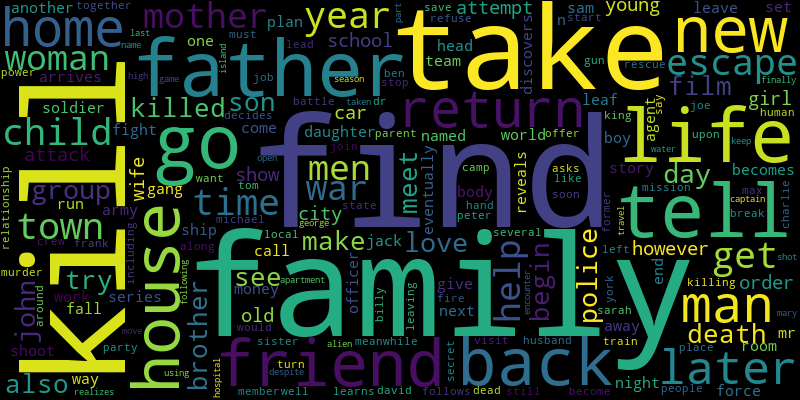 another
together
home
mother
year
plan
attempt
save
part
refuse
sam
n
start
young
leave
set
woman
last
name
must
one
school
lead
head
team
discovers
gun
rescue
new
escape
finally
power
high
arrives
game
island
father
take
job
ben
stop
season
film
girl
human
soldier
killed
son
decides
battle
taken
dr
return
leaf
king
agent
say
joe
upon
keep
child
fight
come
car
daughter
parent
named
world
offer
boy
life
water
attack
kill
go
find
join
open
men
show
want
tom
camp
like
asks
soon
story
day
becomes
mission
max
relationship
group
wife
gang
war
meet
eventually
reveals
body
hand
peter
former
travel
tell
captain
break
charlie
run
army
town
time
michael
state
george
city
several
ship
local
crew
frank
including
along
call
make
jack
love
help
begin
police
left
however
get
john
murder
try
house
see
apartment
family
officer
give
encounter
end
killing
shot
around
work
fall
series
following
brother
money
old
billy
leaving
fire
next
york
sarah
away
man
order
mary
shoot
party
move
would
sister
alien
meanwhile
secret
visit
husband
train
death
mr
place
room
also
way
realizes
using
hospital
friend
turn
despite
member
well
learns
david
follows
back
dead
still
become
night
people
later
force